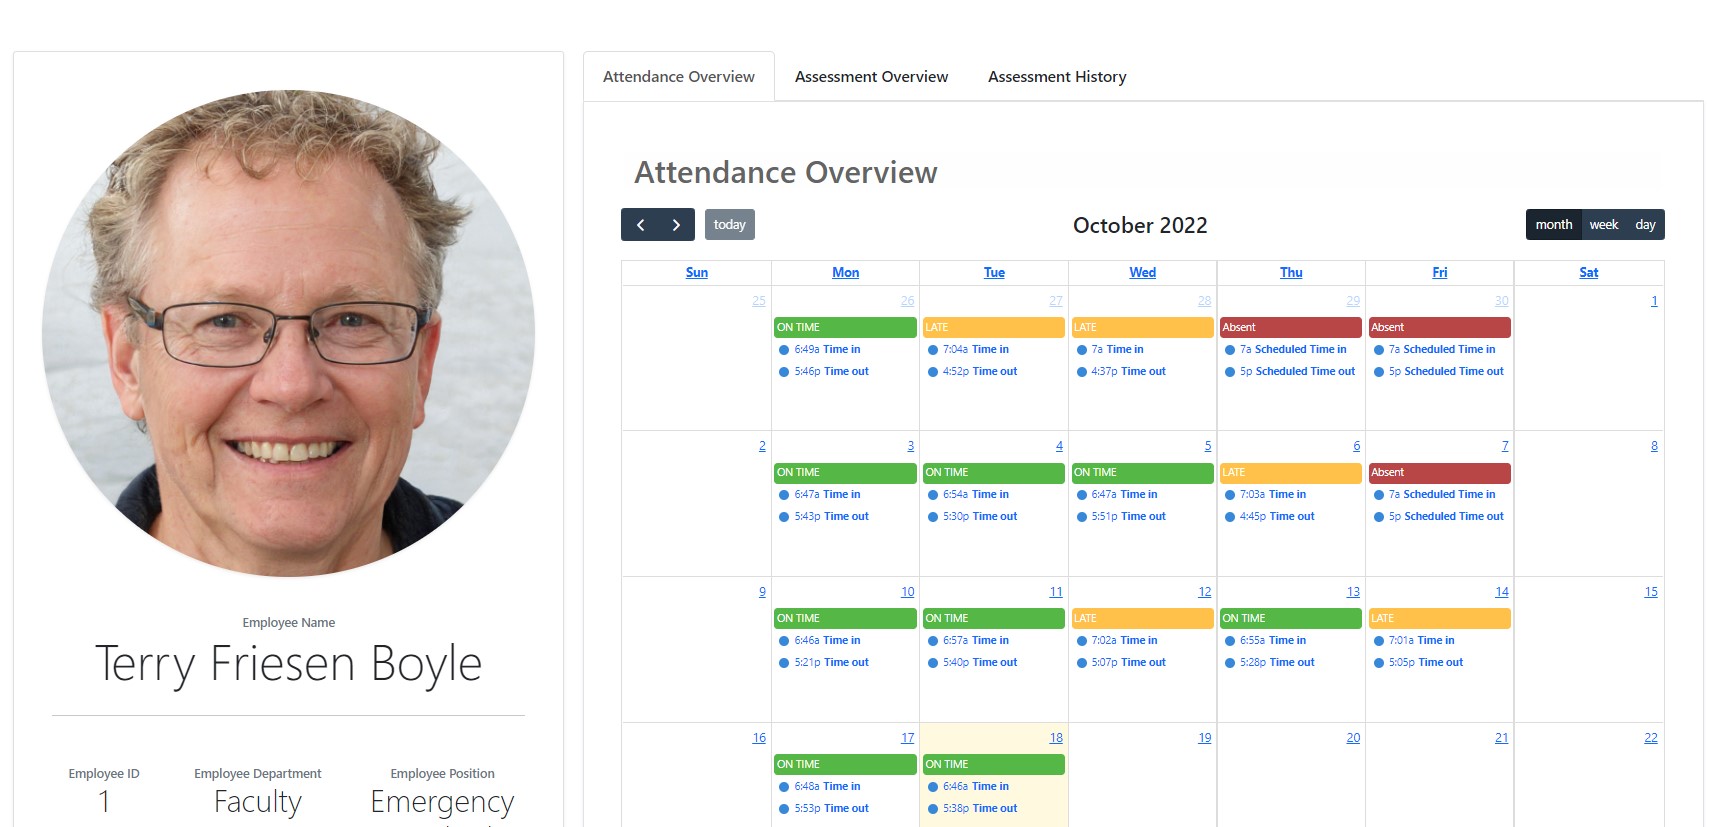 Attendance Overview Assessment Overview Assessment History
Attendance Overview
today October 2022 month week day
Sun Mon Tue Wed Thu Fri Sat
25 26 27 28 29 30 1
ON TIME LATE LATE Absent Absent
6:49a Time in 7:04a Time in 7a Time in 7a Scheduled Time in 7a Scheduled Time in
5:46p Time out 4:52p Time out 4:37p Time out 5p Scheduled Time out 5p Scheduled Time out
2 3 4 5 6 7 8
ON TIME ON TIME ON TIME LATE Absent
6:47a Time in 6:54a Time in 6:47a Time in 7:03a Time in 7a Scheduled Time in
5:43p Time out 5:30p Time out 5:51p Time out 4:45p Time out 5p Scheduled Time out
9 10 11 12 13 14 15
ON TIME ON TIME LATE ON TIME LATE
6:46a Time in 6:57a Time in 7:02a Time in 6:55a Time in 7:01a Time in
5:21p Time out 5:40p Time out 5:07p Time out 5:28p Time out 5:05p Time out
16 17 18 19 20 21 22
ON TIME ON TIME
6:48a Time in 6:46a Time in
5:53p Time out 5:38p Time out
Employee Name
Terry Friesen Boyle
Employee ID Employee Department Employee Position
1 Faculty Emergency